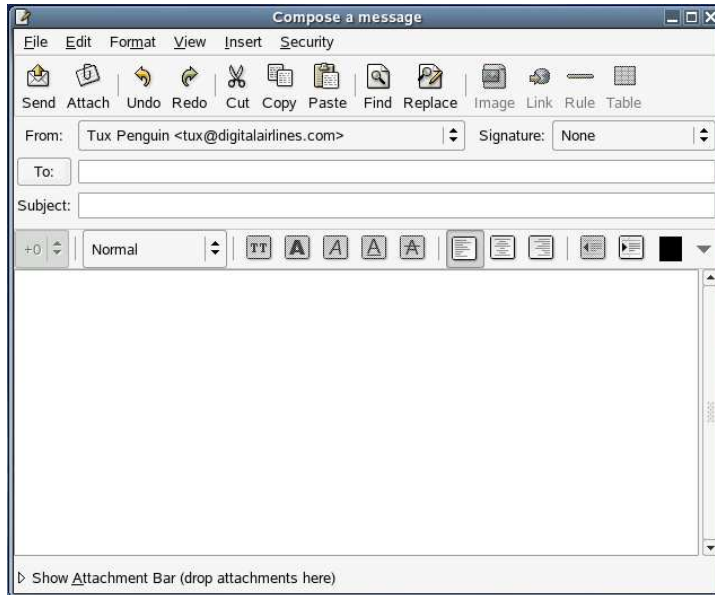 Compose a message
File Edit Format View Insert Security
Send Attach Undo Redo Cut Copy Paste Find Replace Image Link Rule Table
From: Tux Penguin <tux@digitalairlines.com> Signature: None
To:
Subject:
+0 Normal TT A A A A
Show Attachment Bar (drop attachments here)